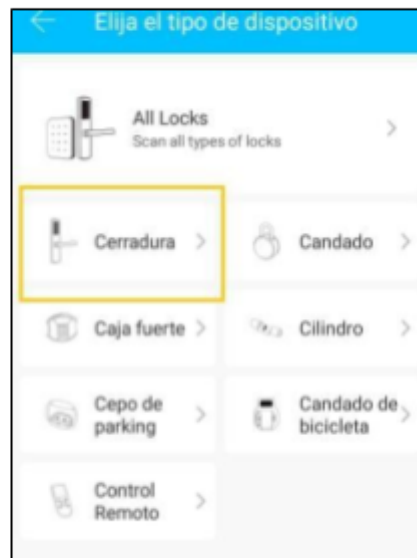 Elija el tipo de dispositivo
All Locks
Scan all types of locks
Cerradura
Candado
Caja fuerte
Cilindro
Cepo de
parking
Candado de
bicicleta
Control
Remoto